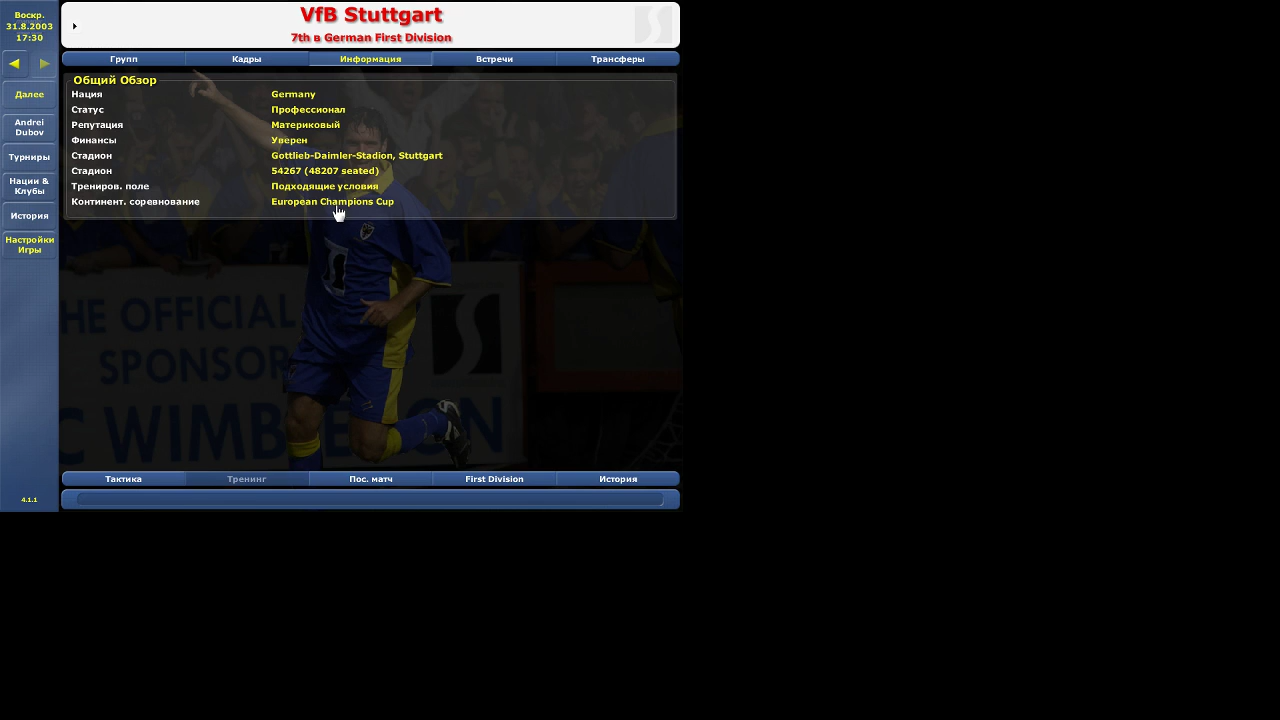 Воскр.
31.8.2003
17:30
Далее
Andrei
Dubov
Турниры
Нации &
Клубы
История
Настройки
Игры
4.1.1
VfB Stuttgart
7th в German First Division
Групп Кадры Информация Встречи Трансферы
Общий Обзор
Нация Germany
Статус Профессионал
Репутация Материковый
Финансы Уверен
Стадион Gottlieb-Daimler-Stadion, Stuttgart
Стадион 54267 (48207 seated)
Трениров. поле Подходящие условия
Континент. соревнование European Champions Cup
THE OFFICIAL
SPONSOR
C WIMBLEDON
Тактика Тренинг Пос. матч First Division История